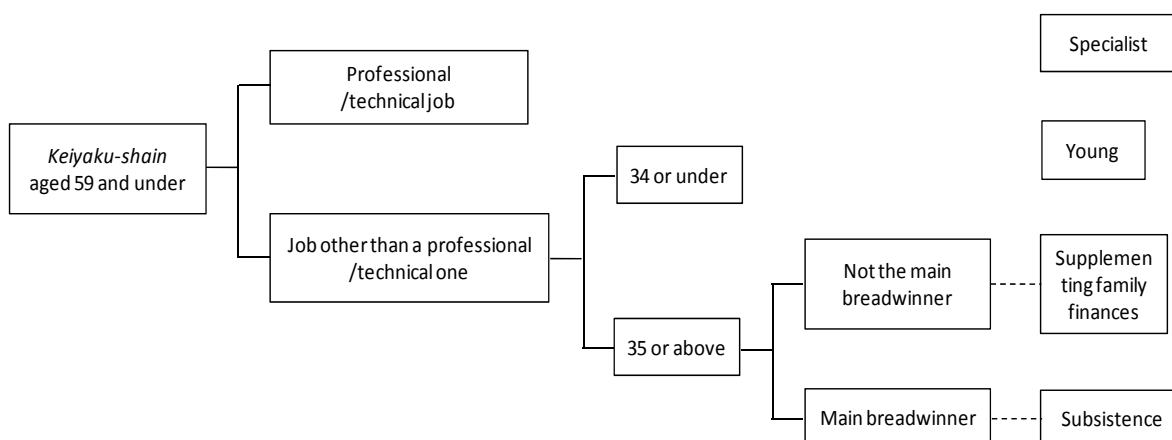 Specialist
Professional
/technical job
Keiyaku-shain
aged 59 and under
Young
34 or under
Job other than a professional
/technical one
Not the main
breadwinner
Supplemen
ting family
finances
35 or above
Main breadwinner
Subsistence